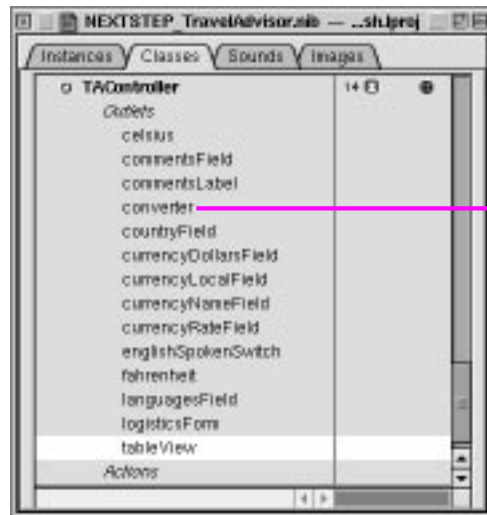 NEXTSTEP_TravelAdvisor.nib — ...sh.lproj
Instances Classes Sounds Images
TAController 14
Outlets
celsius
commentsField
commentsLabel
converter
countryField
currencyDollarsField
currencyLocalField
currencyNameField
currencyRateField
englishSpokenSwitch
fahrenheit
languagesField
logisticsForm
tableView
Actions